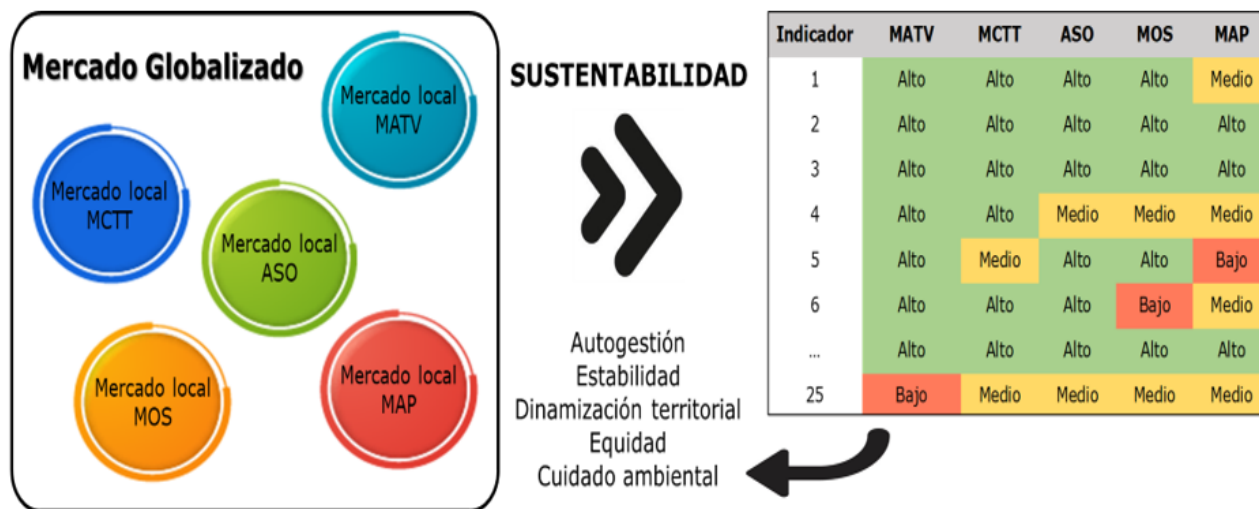 Mercado Globalizado
Mercado local
MATV
Mercado local
MCTT
Mercado local
ASO
Mercado local
MOS
Mercado local
MAP
SUSTENTABILIDAD
Autogestión
Estabilidad
Dinamización territorial
Equidad
Cuidado ambiental
Indicador MATV MCTT ASO MOS MAP
1 Alto Alto Alto Alto Medio
2 Alto Alto Alto Alto Alto
3 Alto Alto Alto Alto Alto
4 Alto Alto Medio Medio Medio
5 Alto Medio Alto Alto Bajo
6 Alto Alto Alto Bajo Medio
... Alto Alto Alto Alto Alto
25 Bajo Medio Medio Medio Medio